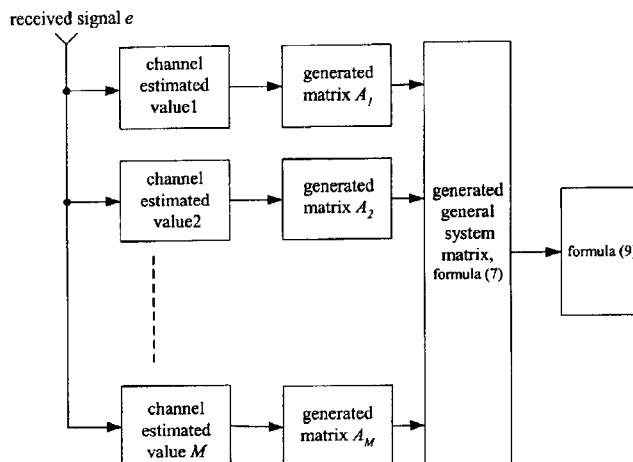 received signal e
channel
estimated
value1
generated
matrix A1
channel
estimated
value2
generated
matrix A2
generated
general
system
matrix,
formula (7)
formula (9)
channel
estimated
value M
generated
matrix AM